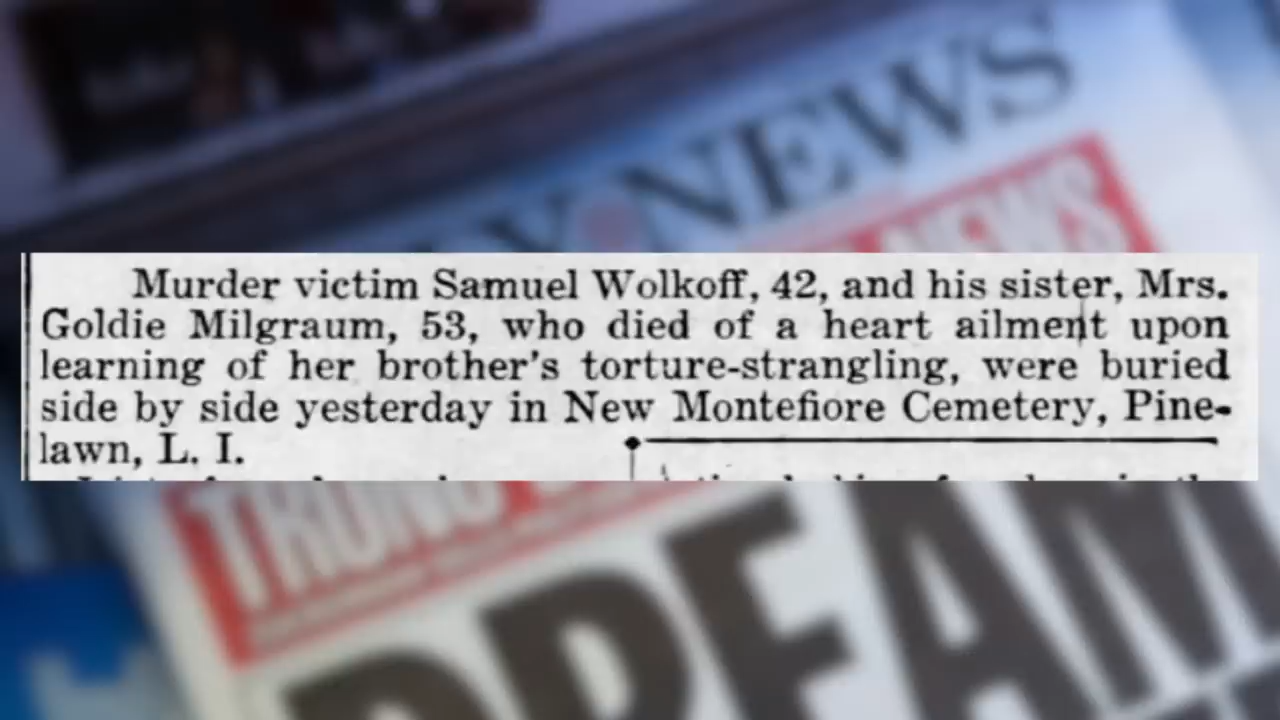 NEWS
NEWS
Murder victim Samuel Wolkoff, 42, and his sister, Mrs.
Goldie Milgraum, 53, who died of a heart ailment upon
learning of her brother's torture-strangling, were buried
side by side yesterday in New Montefiore Cemetery, Pine-
lawn, L. I.